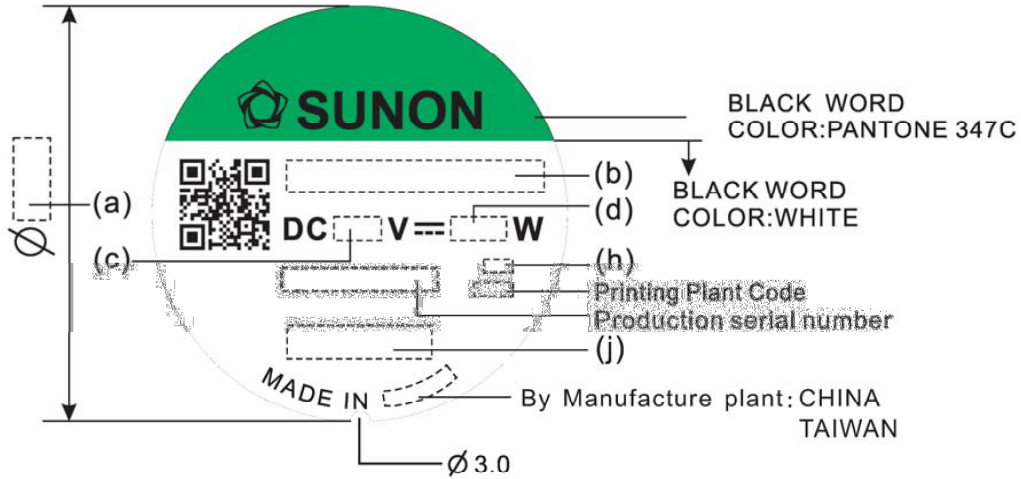 SUNON
BLACK WORD
COLOR:PANTONE 347C
BLACK WORD
COLOR:WHITE
(a)
Ø
(b)
DC V⎓ W
(d)
(c)
(h)
Printing Plant Code
Production serial number
(j)
MADE IN
By Manufacture plant: CHINA
TAIWAN
Ø3.0